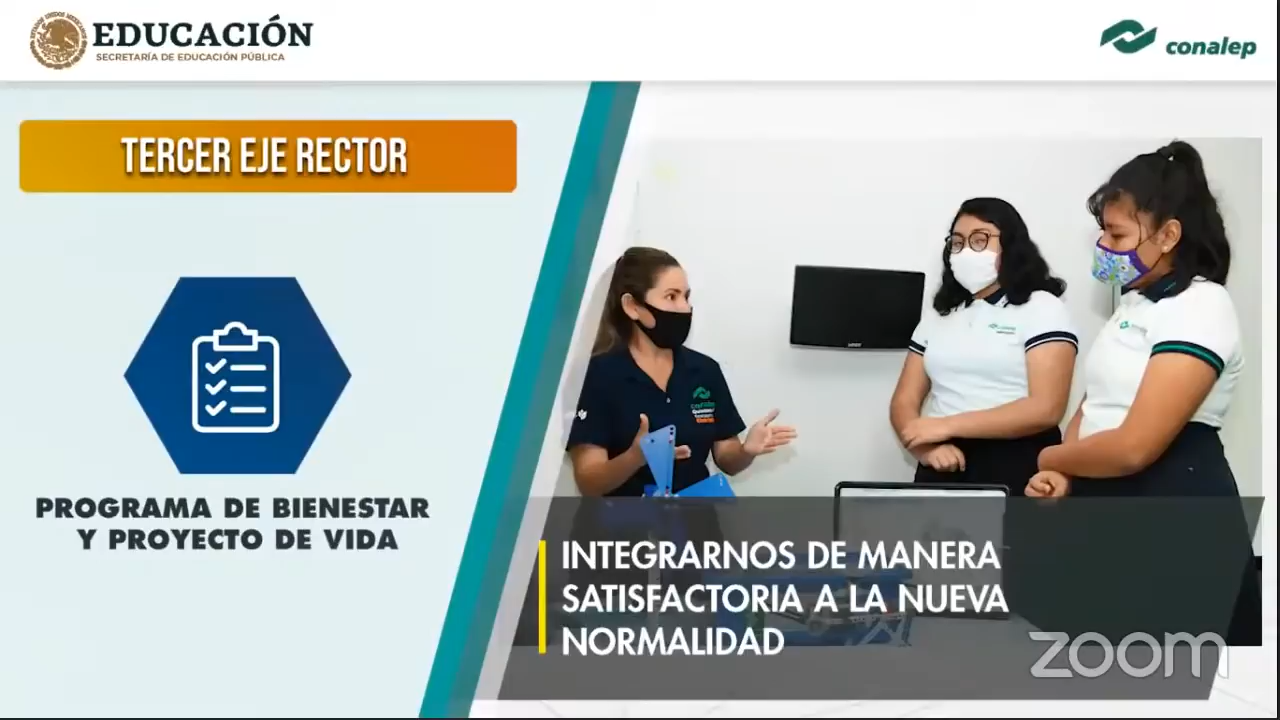 EDUCACIÓN
SECRETARÍA DE EDUCACIÓN PÚBLICA
conalep
TERCER EJE RECTOR
PROGRAMA DE BIENESTAR
Y PROYECTO DE VIDA
INTEGRARNOS DE MANERA
SATISFACTORIA A LA NUEVA
NORMALIDAD
zoom